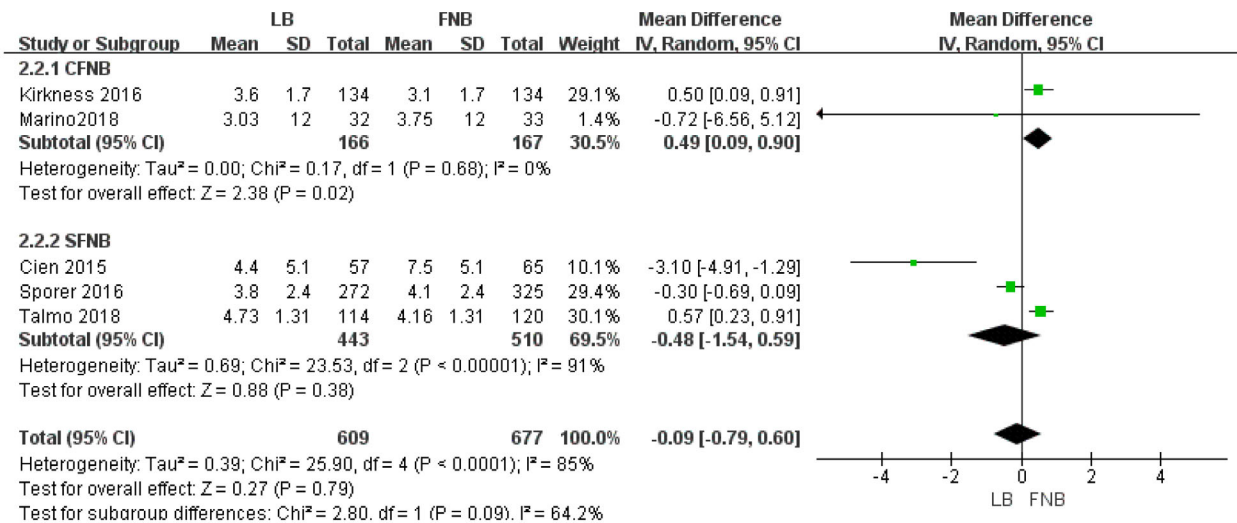 LB FNB Mean Difference Mean Difference
Study or Subgroup Mean SD Total Mean SD Total Weight IV, Random, 95% CI IV, Random, 95% CI
2.2.1 CFNB
Kirkness 2016 3.6 1.7 134 3.1 1.7 134 29.1% 0.50 [0.09, 0.91]
Marino2018 3.03 12 32 3.75 12 33 1.4% -0.72 [-6.56, 5.12]
Subtotal (95% CI) 166 167 30.5% 0.49 [0.09, 0.90]
Heterogeneity: Tau² = 0.00; Chi² = 0.17, df = 1 (P = 0.68); I² = 0%
Test for overall effect: Z = 2.38 (P = 0.02)
2.2.2 SFNB
Cien 2015 4.4 5.1 57 7.5 5.1 65 10.1% -3.10 [-4.91, -1.29]
Sporer 2016 3.8 2.4 272 4.1 2.4 325 29.4% -0.30 [-0.69, 0.09]
Talmo 2018 4.73 1.31 114 4.16 1.31 120 30.1% 0.57 [0.23, 0.91]
Subtotal (95% CI) 443 510 69.5% -0.48 [-1.54, 0.59]
Heterogeneity: Tau² = 0.69; Chi² = 23.53, df = 2 (P < 0.00001); I² = 91%
Test for overall effect: Z = 0.88 (P = 0.38)
Total (95% CI) 609 677 100.0% -0.09 [-0.79, 0.60]
Heterogeneity: Tau² = 0.39; Chi² = 25.90, df = 4 (P < 0.0001); I² = 85%
Test for overall effect: Z = 0.27 (P = 0.79)
Test for subgroup differences: Chi² = 2.80, df = 1 (P = 0.09), I² = 64.2%
-4 -2 0 2 4
LB FNB